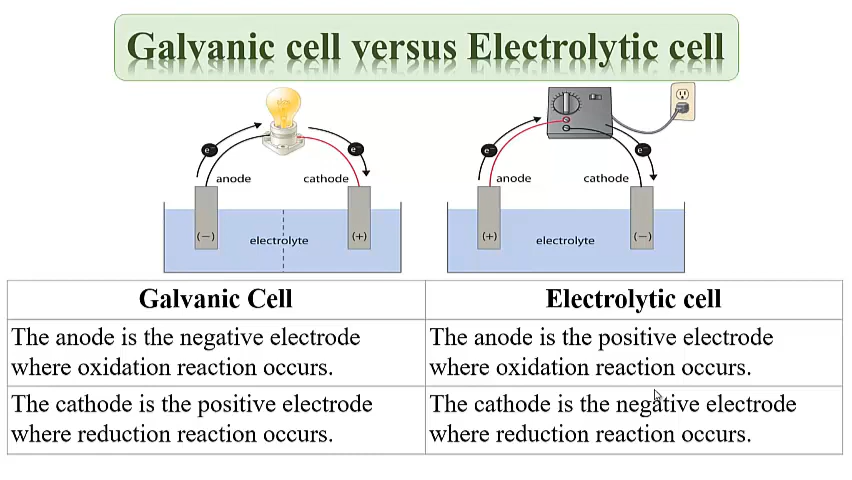 Galvanic cell versus Electrolytic cell
e⁻
e⁻
anode
cathode
(−)
electrolyte
(+)
e⁻
e⁻
anode
cathode
(+)
electrolyte
(−)
Galvanic Cell
Electrolytic cell
The anode is the negative electrode
where oxidation reaction occurs.
The anode is the positive electrode
where oxidation reaction occurs.
The cathode is the positive electrode
where reduction reaction occurs.
The cathode is the negative electrode
where reduction reaction occurs.